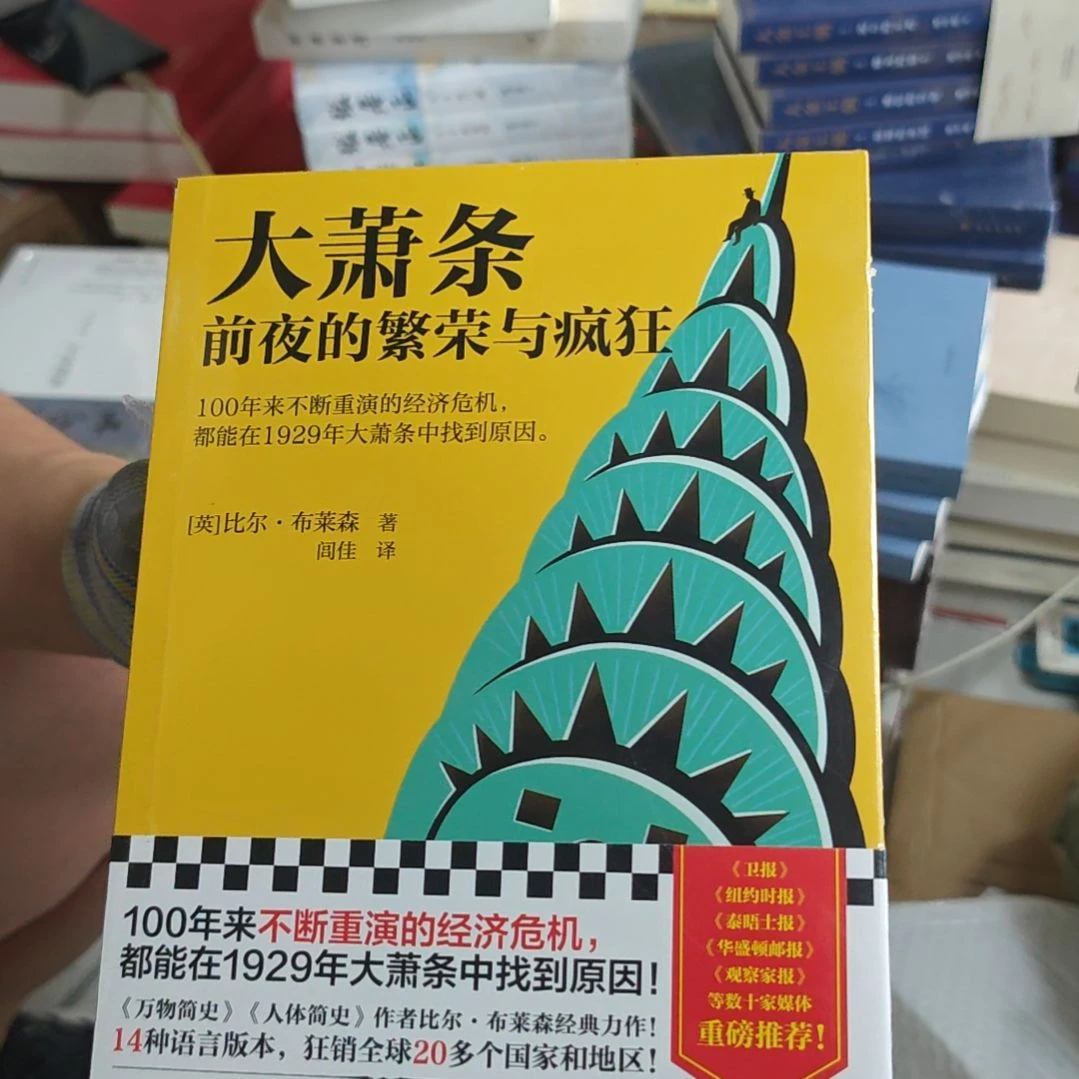 大萧条
前夜的繁荣与疯狂
100年来不断重演的经济危机，
都能在1929年大萧条中找到原因。
[英]比尔·布莱森 著
闾佳 译
100年来不断重演的经济危机，
都能在1929年大萧条中找到原因！
《万物简史》《人体简史》作者比尔·布莱森经典力作！
14种语言版本，狂销全球20多个国家和地区！
《卫报》
《纽约时报》
《泰晤士报》
《华盛顿邮报》
《观察家报》
等数十家媒体
重磅推荐！